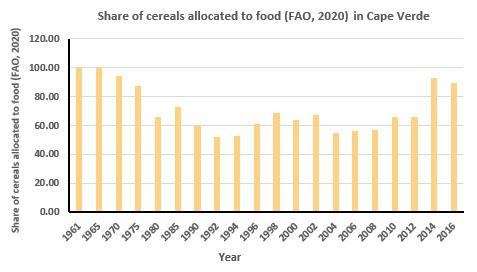 Share of cereals allocated to food (FAO, 2020) in Cape Verde
Share of cereals allocated to food (FAO, 2020)
120.00
100.00
80.00
60.00
40.00
20.00
0.00
1961 1965 1970 1975 1980 1985 1990 1992 1994 1996 1998 2000 2002 2004 2006 2008 2010 2012 2014 2016
Year